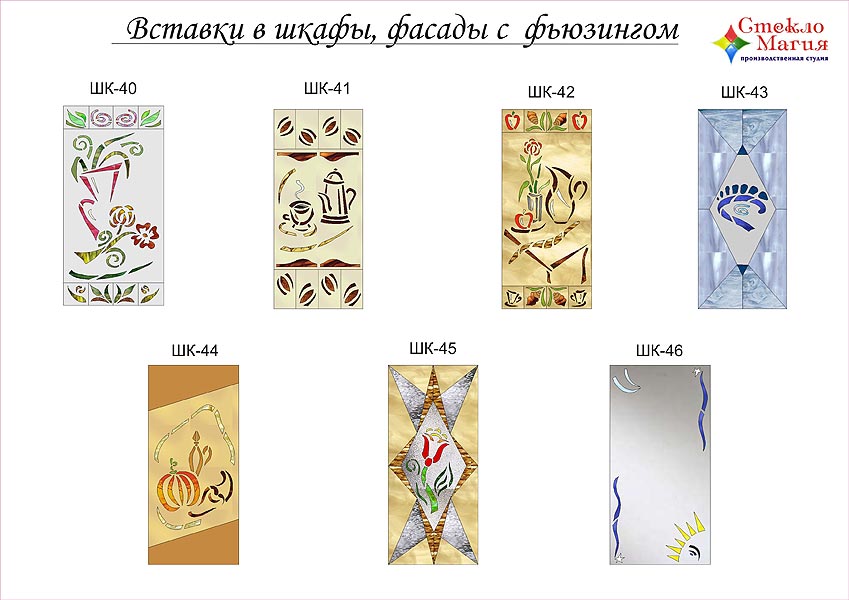 Вставки в шкафы, фасады с фьюзингом
Стекло
Магия
производственная студия
ШК-40
ШК-41
ШК-42
ШК-43
ШК-44
ШК-45
ШК-46